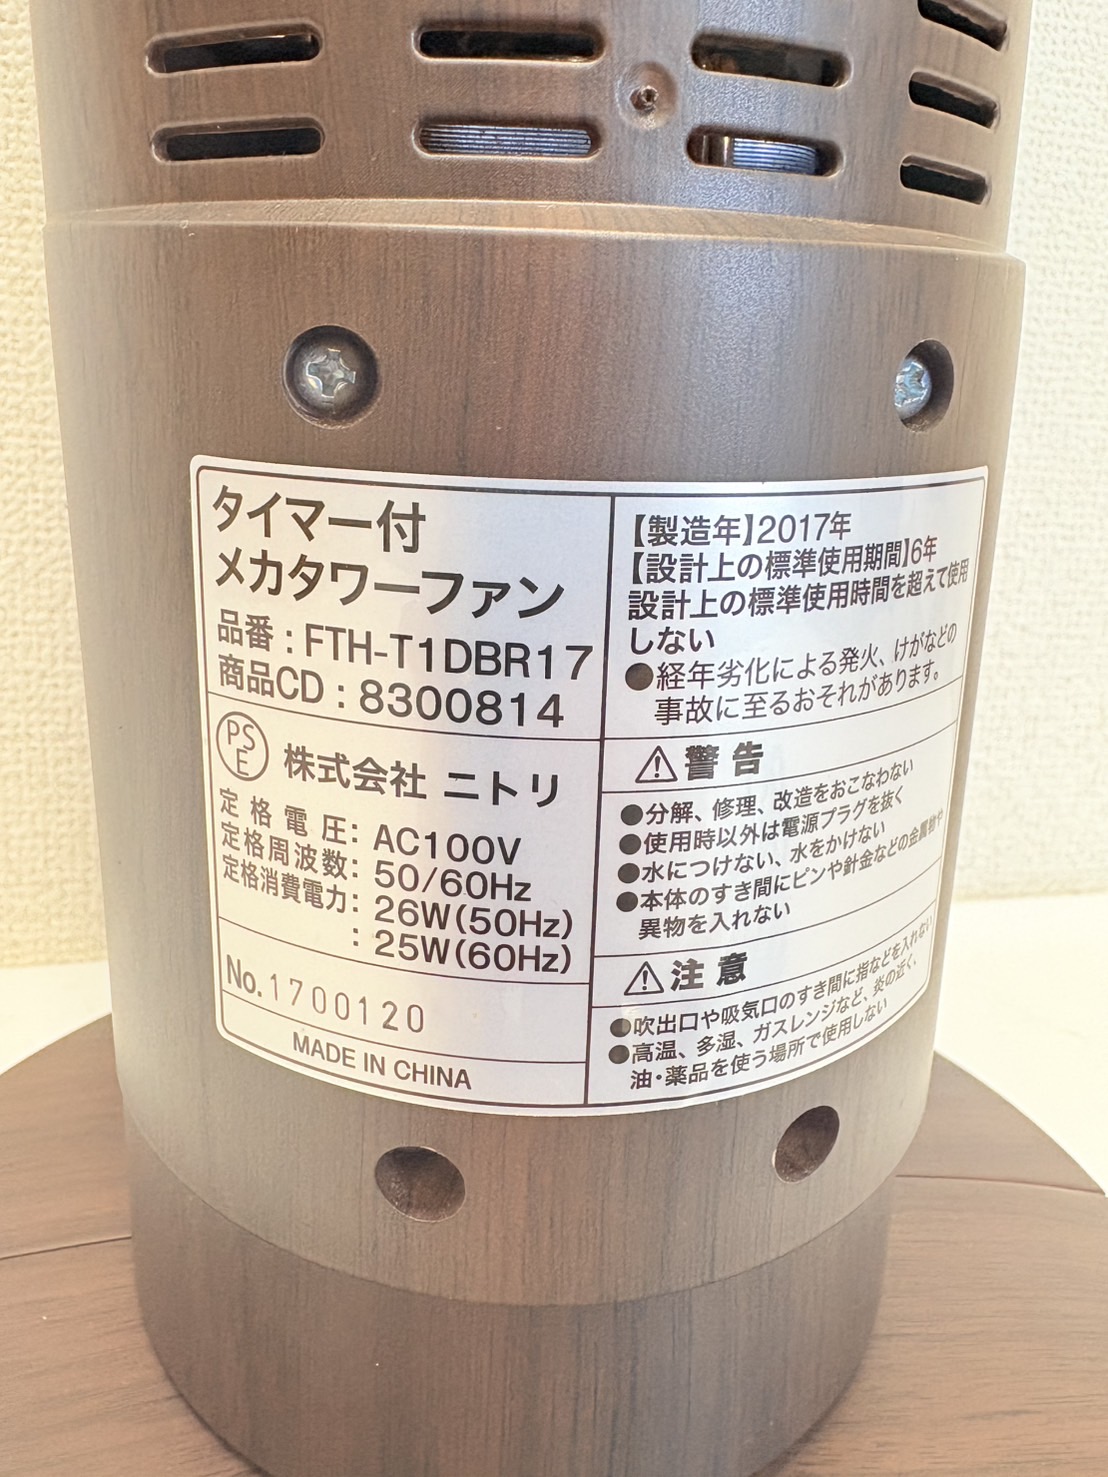 タイマー付
メカタワーファン
品番：FTH-T1DBR17
商品CD：8300814
PSE
株式会社 ニトリ
定格電圧：AC100V
定格周波数：50/60Hz
定格消費電力：26W(50Hz)
：25W(60Hz)
No.1700120
MADE IN CHINA
【製造年】2017年
【設計上の標準使用期間】6年
設計上の標準使用時間を超えて使用
しない
●経年劣化による発火、けがなどの
事故に至るおそれがあります。
⚠警告
●分解、修理、改造をおこなわない
●使用時以外は電源プラグを抜く
●水につけない、水をかけない
●本体のすき間にピンや針金などの金属物や
異物を入れない
⚠注意
●吹出口や吸気口のすき間に指などを入れない
●高温、多湿、ガスレンジなど、炎の近く、
油・薬品を使う場所で使用しない